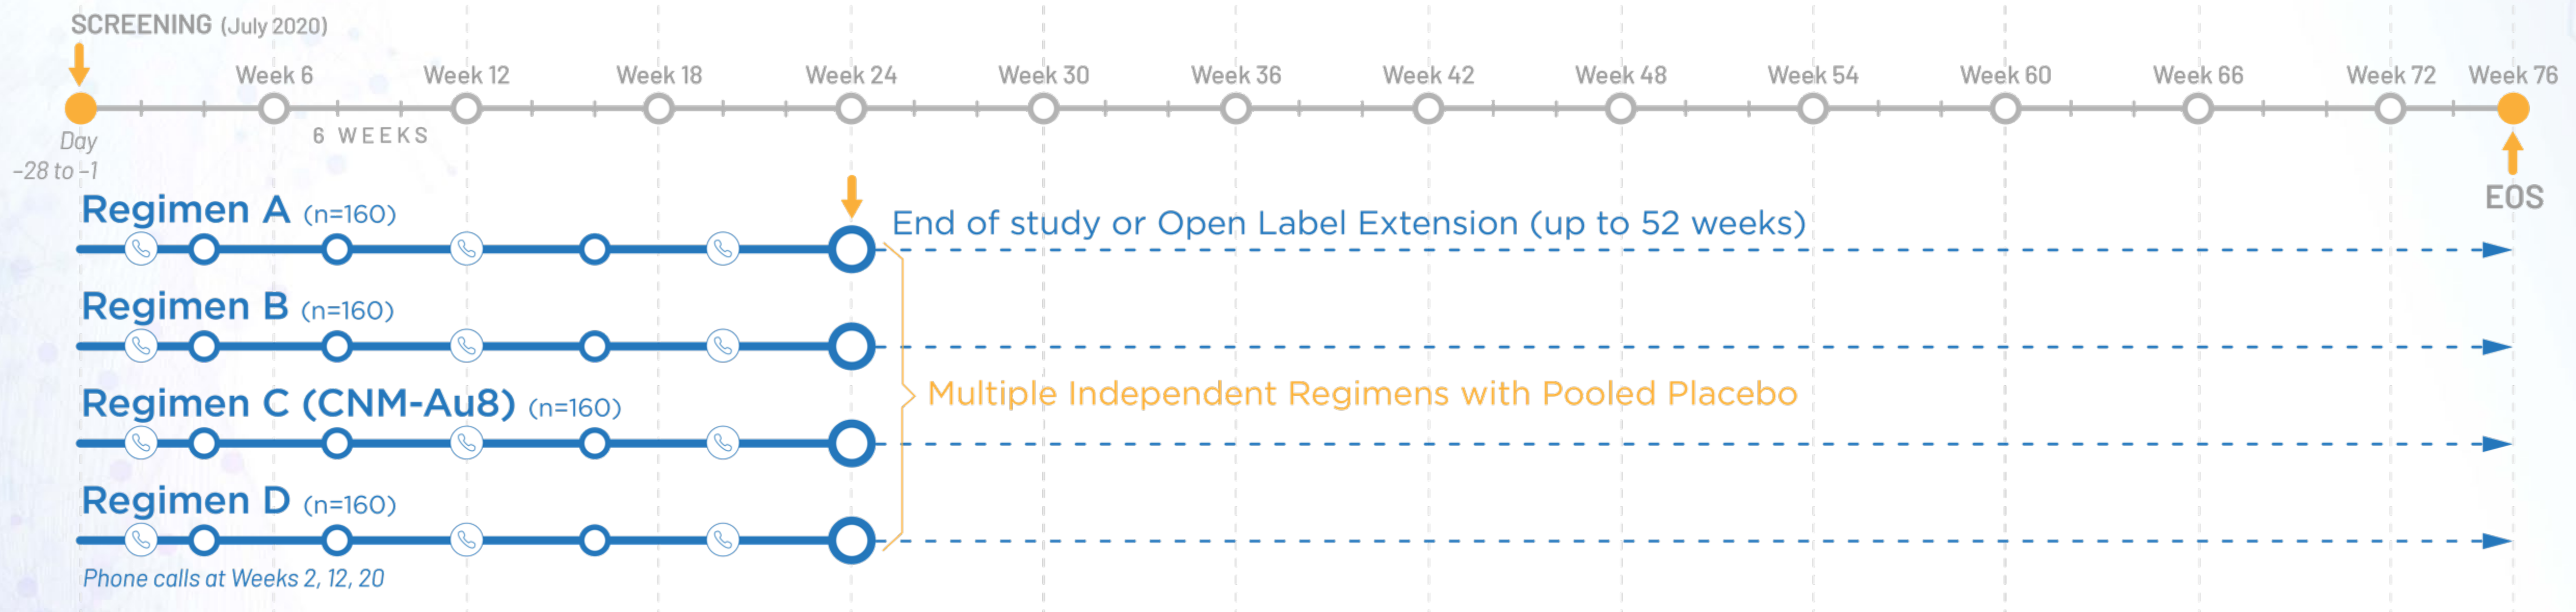 SCREENING (July 2020)
Week 6 Week 12 Week 18 Week 24 Week 30 Week 36 Week 42 Week 48 Week 54 Week 60 Week 66 Week 72 Week 76
6 WEEKS
Day
-28 to -1
EOS
Regimen A (n=160)
End of study or Open Label Extension (up to 52 weeks)
Regimen B (n=160)
Regimen C (CNM-Au8) (n=160)
Multiple Independent Regimens with Pooled Placebo
Regimen D (n=160)
Phone calls at Weeks 2, 12, 20